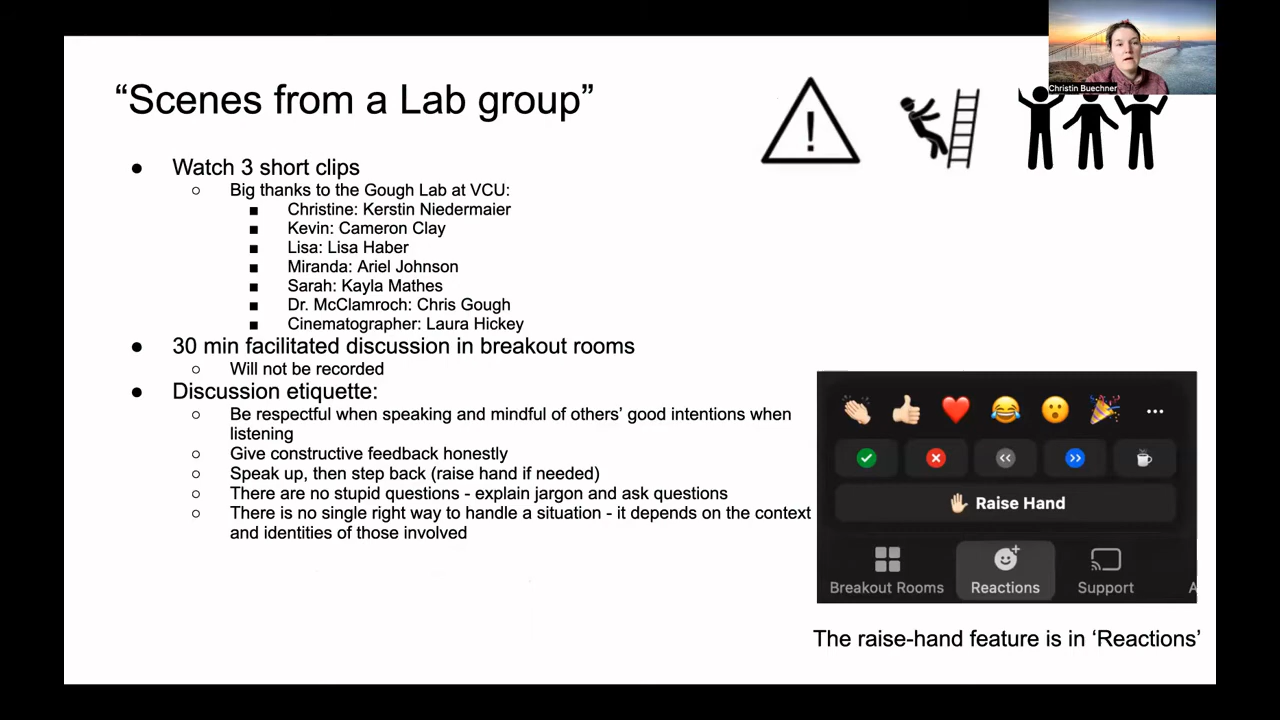 Christin Buechner
“Scenes from a Lab group”
● Watch 3 short clips
○ Big thanks to the Gough Lab at VCU:
■ Christine: Kerstin Niedermaier
■ Kevin: Cameron Clay
■ Lisa: Lisa Haber
■ Miranda: Ariel Johnson
■ Sarah: Kayla Mathes
■ Dr. McClamroch: Chris Gough
■ Cinematographer: Laura Hickey
● 30 min facilitated discussion in breakout rooms
○ Will not be recorded
● Discussion etiquette:
○ Be respectful when speaking and mindful of others’ good intentions when
listening
○ Give constructive feedback honestly
○ Speak up, then step back (raise hand if needed)
○ There are no stupid questions - explain jargon and ask questions
○ There is no single right way to handle a situation - it depends on the context
and identities of those involved
Raise Hand
Breakout Rooms Reactions Support A
The raise-hand feature is in ‘Reactions’